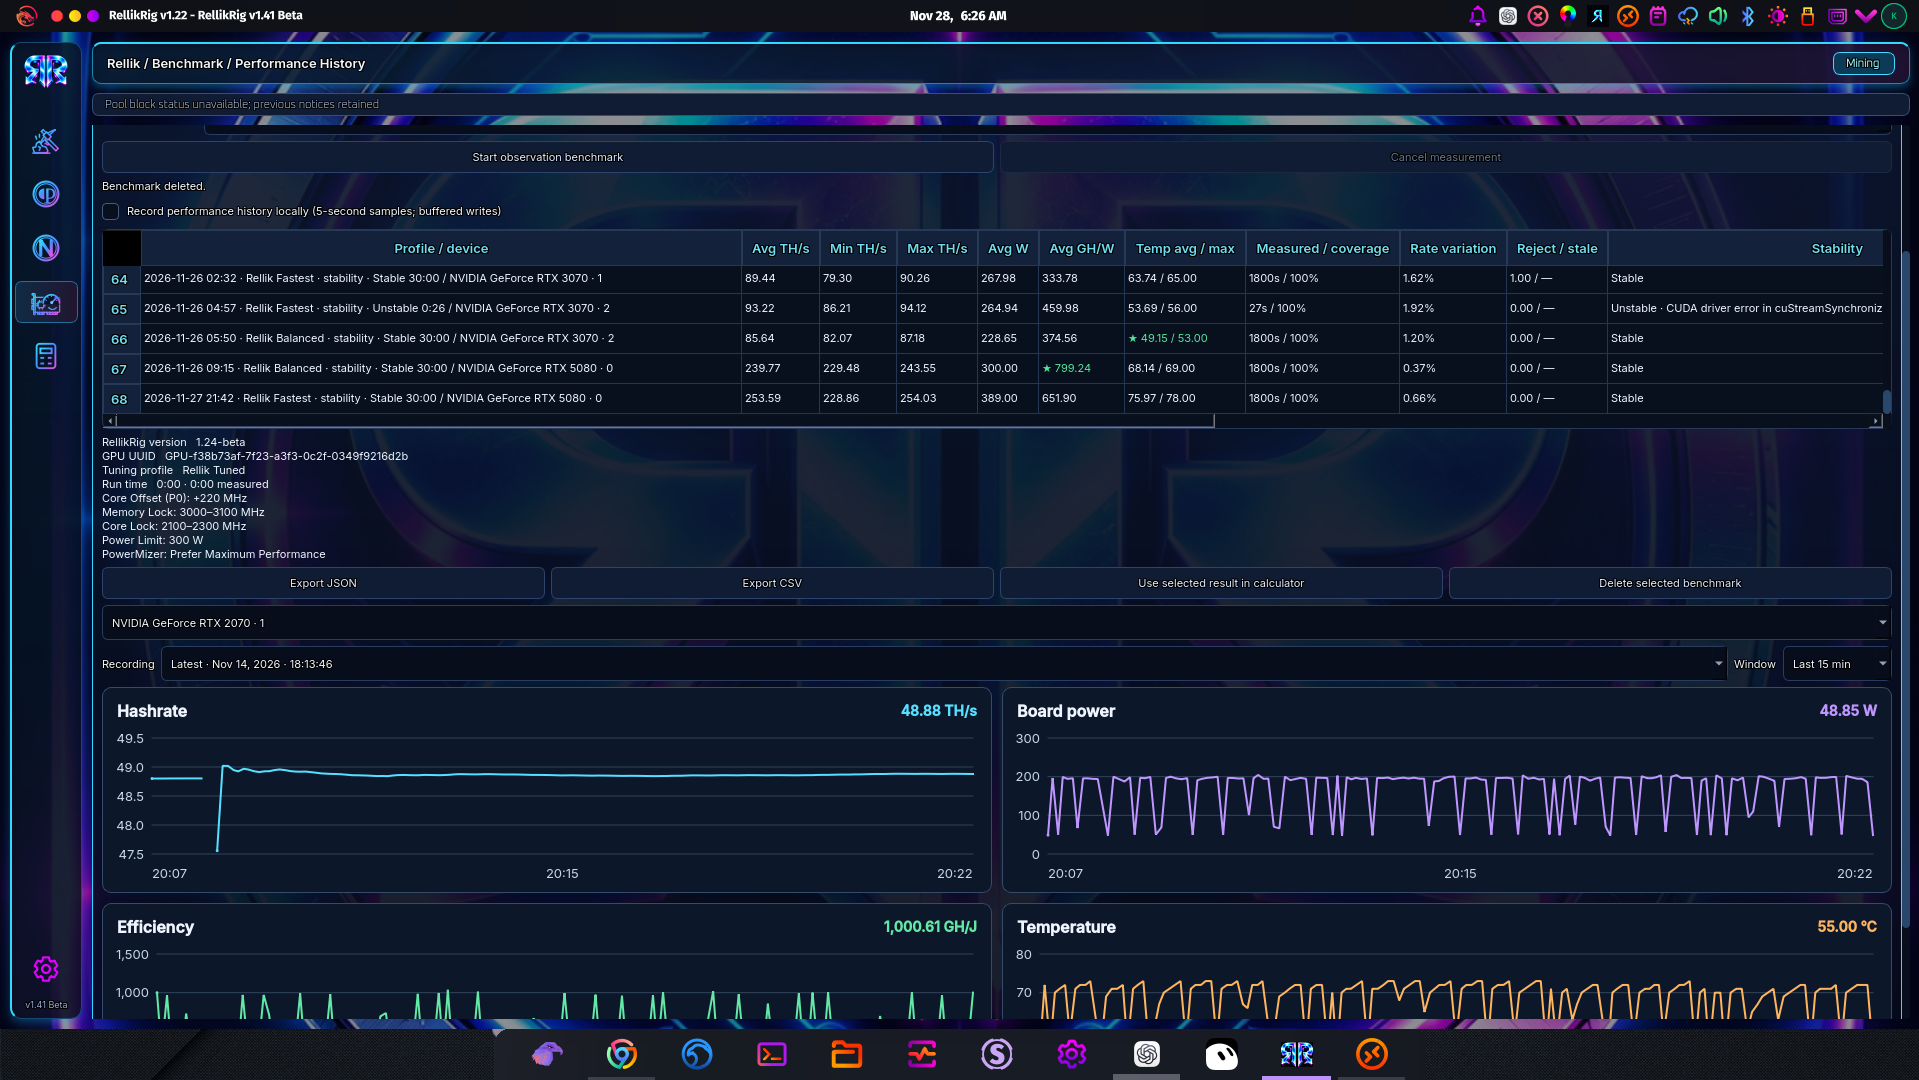 RellikRig v1.22 - RellikRig v1.41 Beta
Nov 28, 6:26 AM
K
Rellik / Benchmark / Performance History
Mining
Pool block status unavailable; previous notices retained
Start observation benchmark
Cancel measurement
Benchmark deleted.
Record performance history locally (5-second samples; buffered writes)
Profile / device Avg TH/s Min TH/s Max TH/s Avg W Avg GH/W Temp avg / max Measured / coverage Rate variation Reject / stale Stability
64 2026-11-26 02:32 · Rellik Fastest · stability · Stable 30:00 / NVIDIA GeForce RTX 3070 · 1 89.44 79.30 90.26 267.98 333.78 63.74 / 65.00 1800s / 100% 1.62% 1.00 / — Stable
65 2026-11-26 04:57 · Rellik Fastest · stability · Unstable 0:26 / NVIDIA GeForce RTX 3070 · 2 93.22 86.21 94.12 264.94 459.98 53.69 / 56.00 27s / 100% 1.92% 0.00 / — Unstable · CUDA driver error in cuStreamSynchroniz
66 2026-11-26 05:50 · Rellik Balanced · stability · Stable 30:00 / NVIDIA GeForce RTX 3070 · 2 85.64 82.07 87.18 228.65 374.56 ★ 49.15 / 53.00 1800s / 100% 1.20% 0.00 / — Stable
67 2026-11-26 09:15 · Rellik Balanced · stability · Stable 30:00 / NVIDIA GeForce RTX 5080 · 0 239.77 229.48 243.55 300.00 ★ 799.24 68.14 / 69.00 1800s / 100% 0.37% 0.00 / — Stable
68 2026-11-27 21:42 · Rellik Fastest · stability · Stable 30:00 / NVIDIA GeForce RTX 5080 · 0 253.59 228.86 254.03 389.00 651.90 75.97 / 78.00 1800s / 100% 0.66% 0.00 / — Stable
RellikRig version 1.24-beta
GPU UUID GPU-f38b73af-7f23-a3f3-0c2f-0349f9216d2b
Tuning profile Rellik Tuned
Run time 0:00 · 0:00 measured
Core Offset (P0): +220 MHz
Memory Lock: 3000–3100 MHz
Core Lock: 2100–2300 MHz
Power Limit: 300 W
PowerMizer: Prefer Maximum Performance
Export JSON
Export CSV
Use selected result in calculator
Delete selected benchmark
NVIDIA GeForce RTX 2070 · 1
Recording Latest · Nov 14, 2026 · 18:13:46 Window Last 15 min
Hashrate 48.88 TH/s
49.5
49.0
48.5
48.0
47.5
20:07 20:15 20:22
Board power 48.85 W
300
200
100
0
20:07 20:15 20:22
Efficiency 1,000.61 GH/J
1,500
1,000
Temperature 55.00 °C
80
70
v1.41 Beta